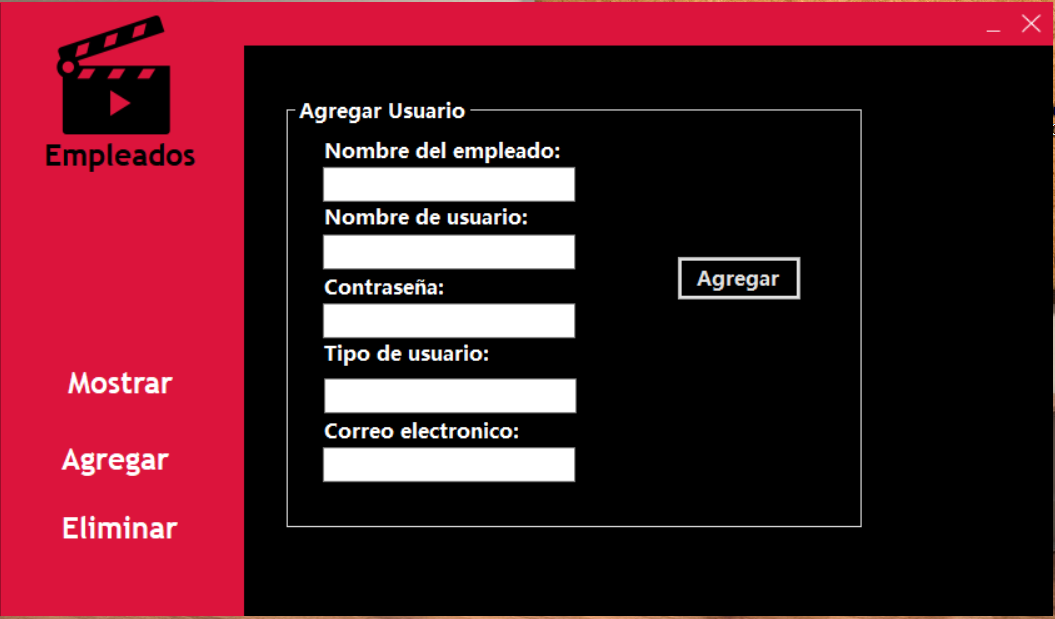 Empleados
Mostrar
Agregar
Eliminar
Agregar Usuario
Nombre del empleado:
Nombre de usuario:
Contraseña:
Tipo de usuario:
Correo electronico:
Agregar